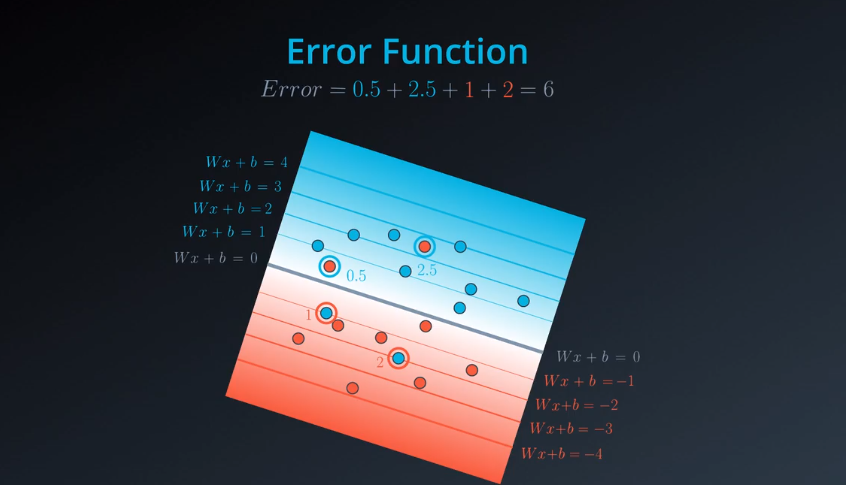 Error Function
Error = 0.5 + 2.5 + 1 + 2 = 6
Wx + b = 4
Wx + b = 3
Wx + b = 2
Wx + b = 1
Wx + b = 0
0.5
2.5
1
2
Wx + b = 0
Wx + b = −1
Wx+b = −2
Wx+b = −3
Wx+b = −4